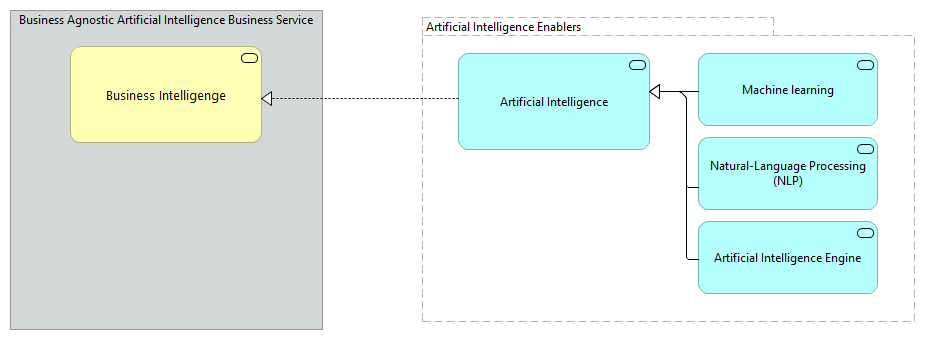 Business Agnostic Artificial Intelligence Business Service
Business Intelligenge
Artificial Intelligence Enablers
Artificial Intelligence
Machine learning
Natural-Language Processing
(NLP)
Artificial Intelligence Engine